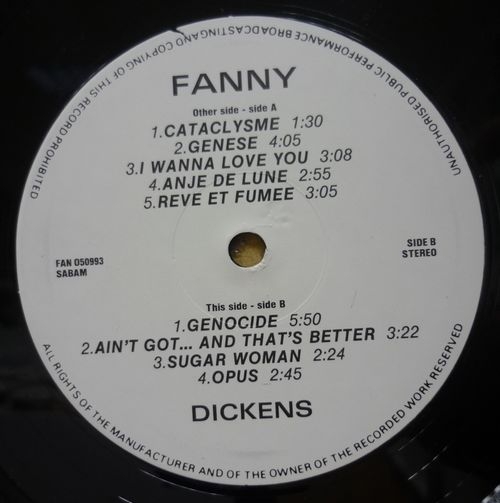 UNAUTHORISED PUBLIC PERFORMANCE BROADCASTING AND COPYING OF THIS RECORD PROHIBITED
FANNY
Other side - side A
1.CATACLYSME 1:30
2.GENESE 4:05
3.I WANNA LOVE YOU 3:08
4.ANJE DE LUNE 2:55
5.REVE ET FUMEE 3:05
FAN 050993
SABAM
SIDE B
STEREO
This side - side B
1.GENOCIDE 5:50
2.AIN'T GOT... AND THAT'S BETTER 3:22
3.SUGAR WOMAN 2:24
4.OPUS 2:45
DICKENS
ALL RIGHTS OF THE MANUFACTURER AND OF THE OWNER OF THE RECORDED WORK RESERVED